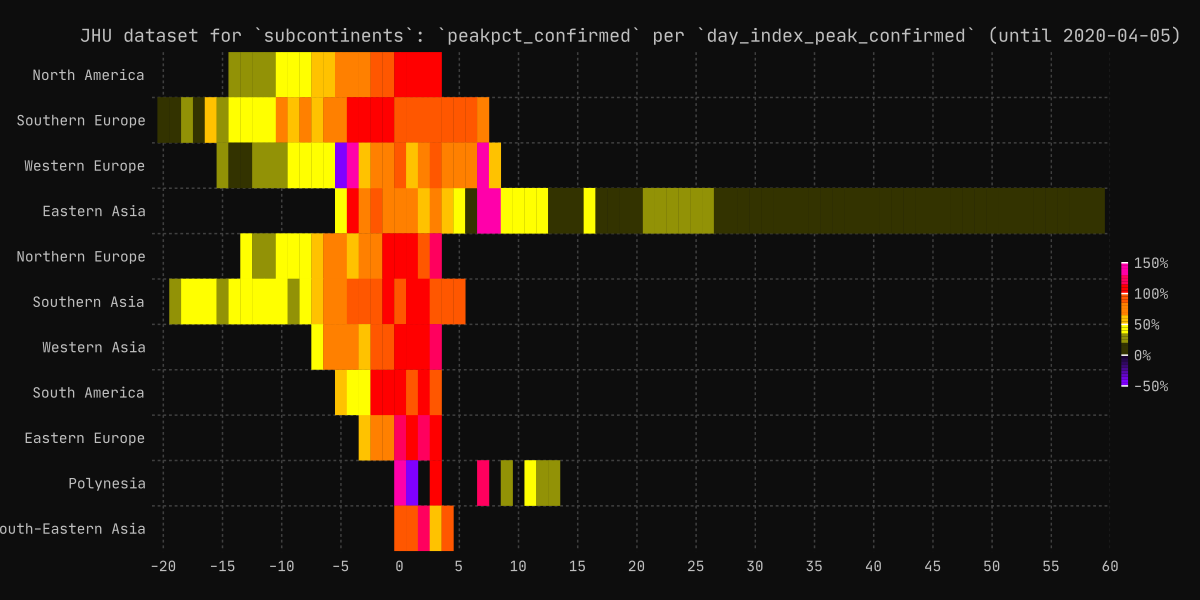 JHU dataset for `subcontinents`: `peakpct_confirmed` per `day_index_peak_confirmed` (until 2020-04-05)
North America
Southern Europe
Western Europe
Eastern Asia
Northern Europe
Southern Asia
Western Asia
South America
Eastern Europe
Polynesia
outh-Eastern Asia
-20 -15 -10 -5 0 5 10 15 20 25 30 35 40 45 50 55 60
150%
100%
50%
0%
-50%